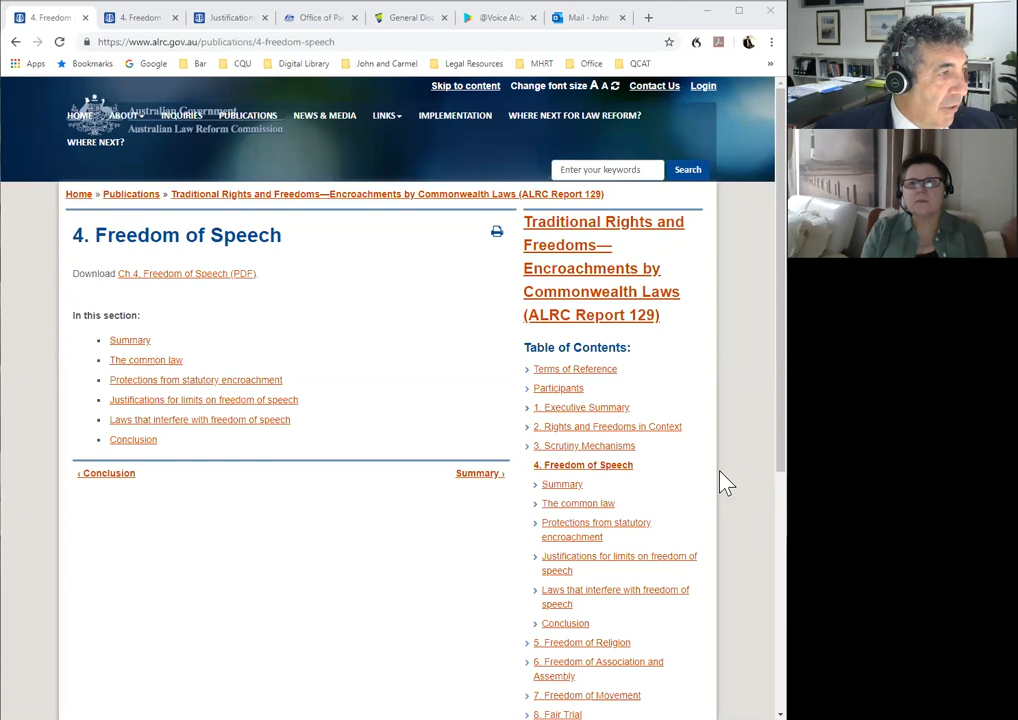 4. Freedom
4. Freedom
Justification
Office of Par
General Dis
@Voice Alo
Mail - John
https://www.alrc.gov.au/publications/4-freedom-speech
Apps Bookmarks Google Bar CQU Digital Library John and Carmel Legal Resources MHRT Office QCAT
Skip to content Change font size A A Contact Us Login
Australian Government
Australian Law Reform Commission
HOME ABOUT INQUIRIES PUBLICATIONS NEWS & MEDIA LINKS IMPLEMENTATION WHERE NEXT FOR LAW REFORM?
WHERE NEXT?
Enter your keywords Search
Home » Publications » Traditional Rights and Freedoms—Encroachments by Commonwealth Laws (ALRC Report 129)
4. Freedom of Speech
Download Ch 4. Freedom of Speech (PDF).
In this section:
Summary
The common law
Protections from statutory encroachment
Justifications for limits on freedom of speech
Laws that interfere with freedom of speech
Conclusion
‹ Conclusion Summary ›
Traditional Rights and
Freedoms—
Encroachments by
Commonwealth Laws
(ALRC Report 129)
Table of Contents:
Terms of Reference
Participants
1. Executive Summary
2. Rights and Freedoms in Context
3. Scrutiny Mechanisms
4. Freedom of Speech
Summary
The common law
Protections from statutory
encroachment
Justifications for limits on freedom of
speech
Laws that interfere with freedom of
speech
Conclusion
5. Freedom of Religion
6. Freedom of Association and
Assembly
7. Freedom of Movement
8. Fair Trial